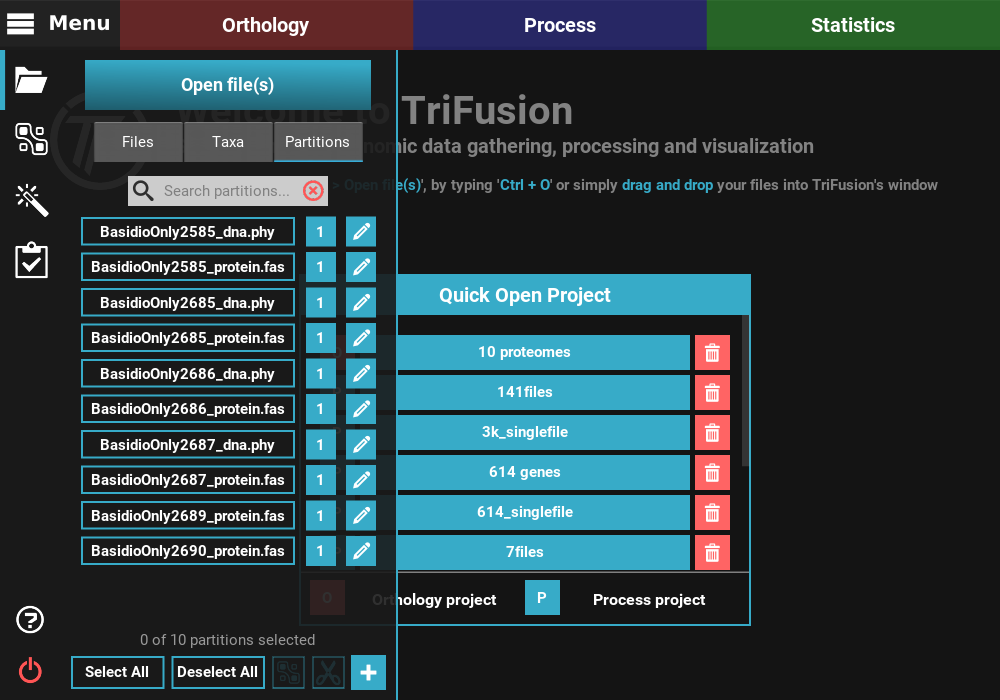 Menu
Orthology
Process
Statistics
Open file(s)
Welcome to TriFusion
nomic data gathering, processing and visualization
> Open file(s)', by typing 'Ctrl + O' or simply drag and drop your files into TriFusion's window
Files
Taxa
Partitions
Search partitions...
BasidioOnly2585_dna.phy 1
BasidioOnly2585_protein.fas 1
BasidioOnly2685_dna.phy 1
BasidioOnly2685_protein.fas 1
BasidioOnly2686_dna.phy 1
BasidioOnly2686_protein.fas 1
BasidioOnly2687_dna.phy 1
BasidioOnly2687_protein.fas 1
BasidioOnly2689_protein.fas 1
BasidioOnly2690_protein.fas 1
Quick Open Project
10 proteomes
141files
3k_singlefile
614 genes
614_singlefile
7files
O Orthology project P Process project
0 of 10 partitions selected
Select All
Deselect All